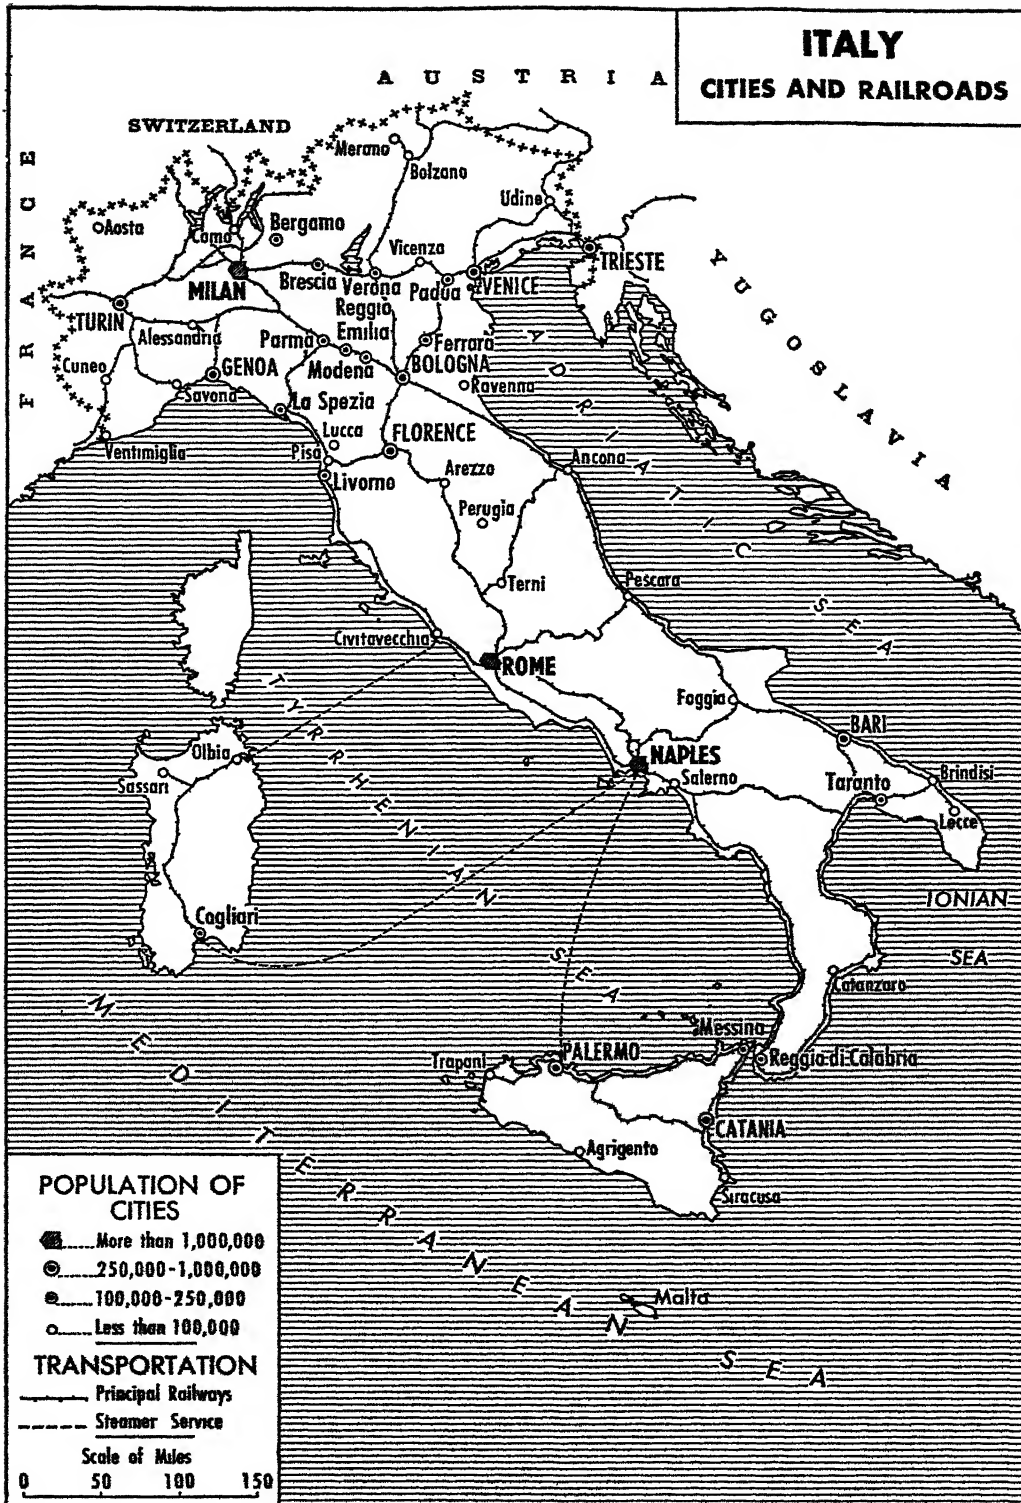 ITALY
CITIES AND RAILROADS
AUSTRIA
SWITZERLAND
FRANCE
YUGOSLAVIA
Merano
Bolzano
Udine
Aosta
Como
Bergamo
Vicenza
TRIESTE
MILAN
Brescia
Verona
Padua
VENICE
TURIN
Reggio
Emilia
Alessandria
Parma
Ferrara
Cuneo
GENOA
Modena
BOLOGNA
Ravenna
Savona
La Spezia
Lucca
FLORENCE
Ventimiglia
Pisa
Ancona
Livorno
Arezzo
Perugia
ADRIATIC SEA
Terni
Pescara
Civitavecchia
ROME
TYRRHENIAN SEA
Foggia
BARI
Olbia
NAPLES
Sassari
Salerno
Taranto
Brindisi
Lecce
IONIAN
SEA
Cagliari
Catanzaro
MEDITERRANEAN SEA
Messina
PALERMO
Reggio di Calabria
Trapani
CATANIA
Agrigento
Siracusa
Malta
POPULATION OF
CITIES
More than 1,000,000
250,000-1,000,000
100,000-250,000
Less than 100,000
TRANSPORTATION
Principal Railways
Steamer Service
Scale of Miles
0 50 100 150